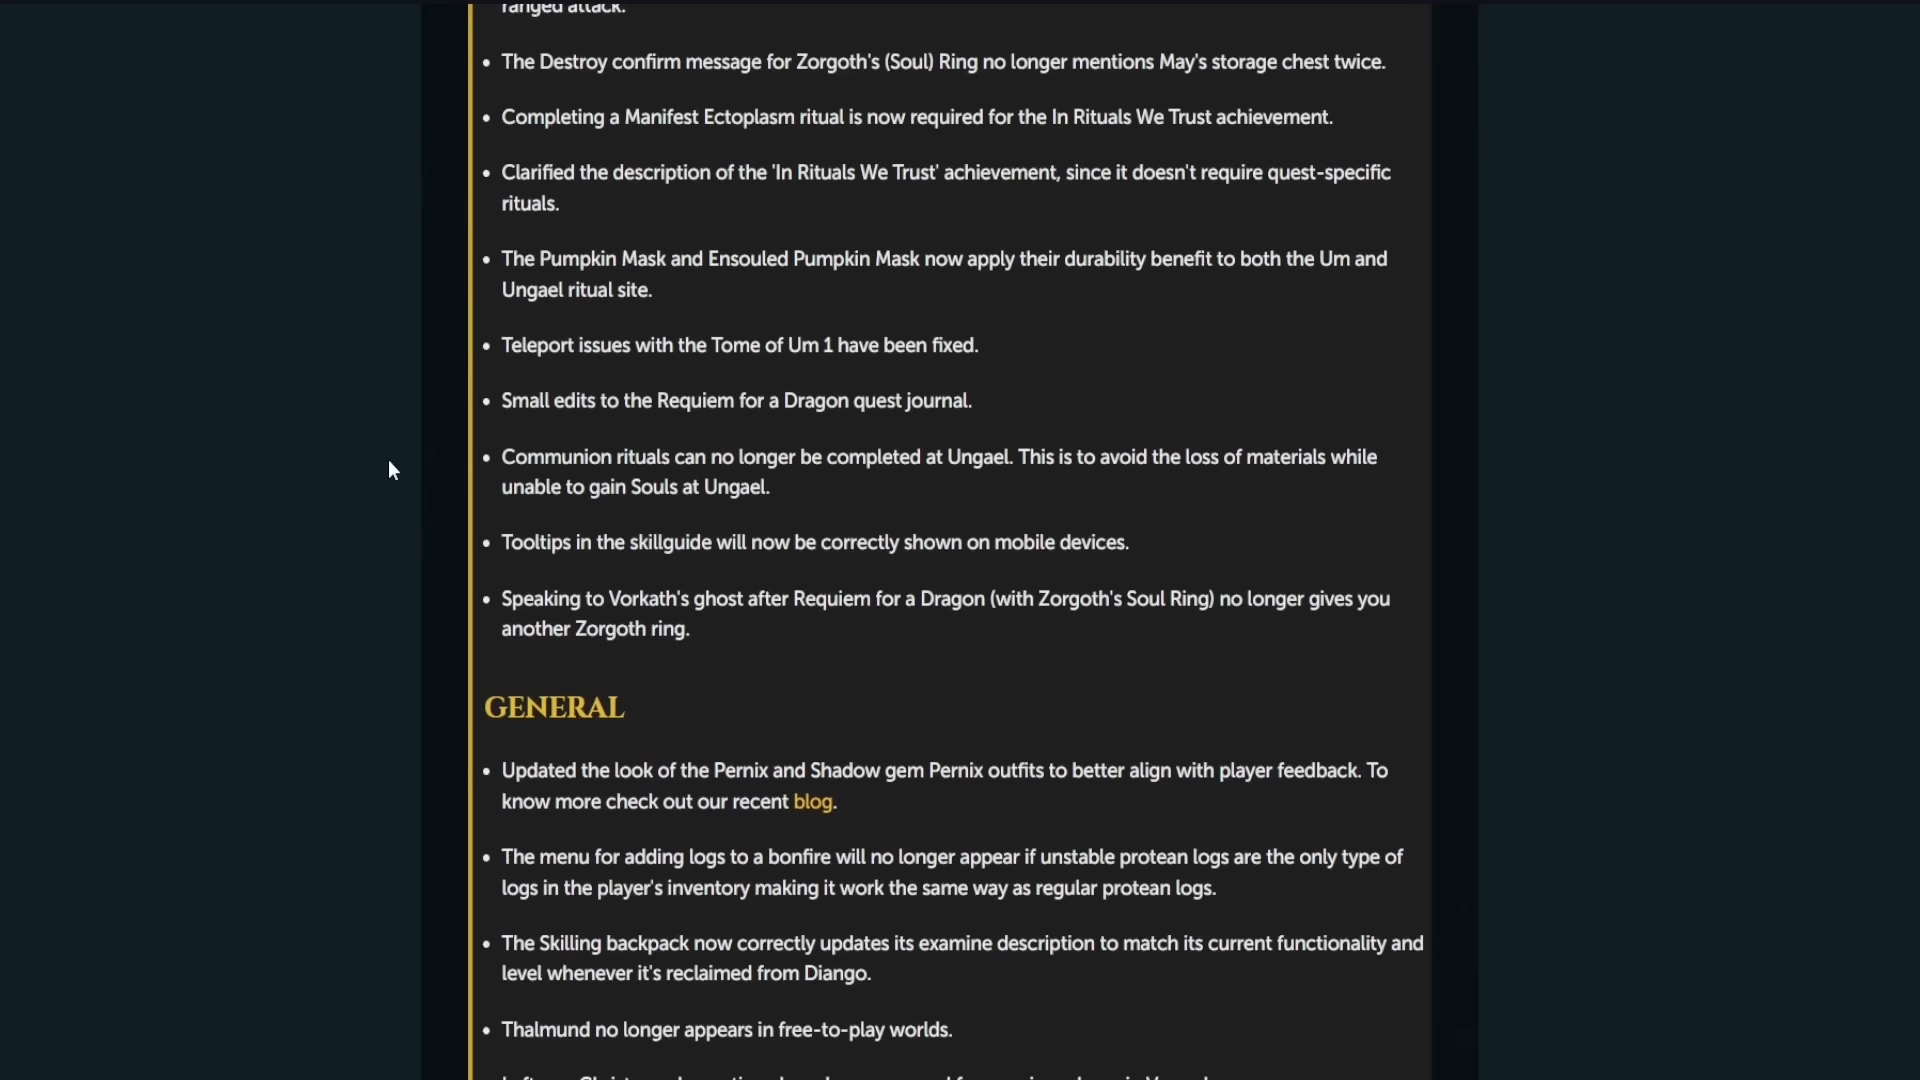 ranged attack.
• The Destroy confirm message for Zorgoth's (Soul) Ring no longer mentions May's storage chest twice.
• Completing a Manifest Ectoplasm ritual is now required for the In Rituals We Trust achievement.
• Clarified the description of the 'In Rituals We Trust' achievement, since it doesn't require quest-specific
rituals.
• The Pumpkin Mask and Ensouled Pumpkin Mask now apply their durability benefit to both the Um and
Ungael ritual site.
• Teleport issues with the Tome of Um 1 have been fixed.
• Small edits to the Requiem for a Dragon quest journal.
• Communion rituals can no longer be completed at Ungael. This is to avoid the loss of materials while
unable to gain Souls at Ungael.
• Tooltips in the skillguide will now be correctly shown on mobile devices.
• Speaking to Vorkath's ghost after Requiem for a Dragon (with Zorgoth's Soul Ring) no longer gives you
another Zorgoth ring.
GENERAL
• Updated the look of the Pernix and Shadow gem Pernix outfits to better align with player feedback. To
know more check out our recent blog.
• The menu for adding logs to a bonfire will no longer appear if unstable protean logs are the only type of
logs in the player's inventory making it work the same way as regular protean logs.
• The Skilling backpack now correctly updates its examine description to match its current functionality and
level whenever it's reclaimed from Diango.
• Thalmund no longer appears in free-to-play worlds.